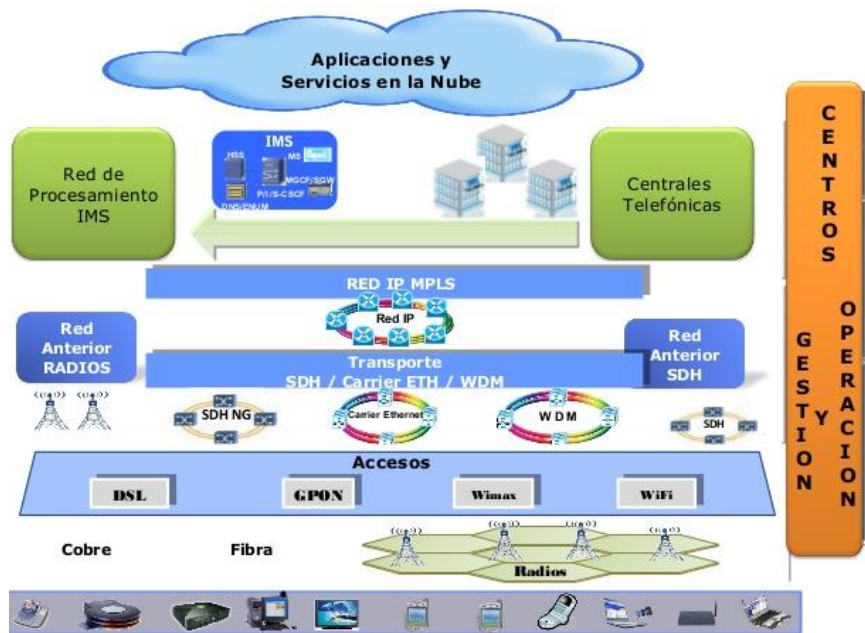 Aplicaciones y
Servicios en la Nube
Red de
Procesamiento
IMS
IMS
HSS
MS
MGCF/SGW
P/I/S-CSCF
DNS/ENUM
Centrales
Telefónicas
RED IP MPLS
Red IP
Red
Anterior
RADIOS
Transporte
SDH / Carrier ETH / WDM
Red
Anterior
SDH
SDH NG
Carrier Ethernet
WDM
SDH
Accesos
DSL
GPON
Wimax
WiFi
Cobre
Fibra
Radios
CENTROS
GESTION
Y
OPERACION